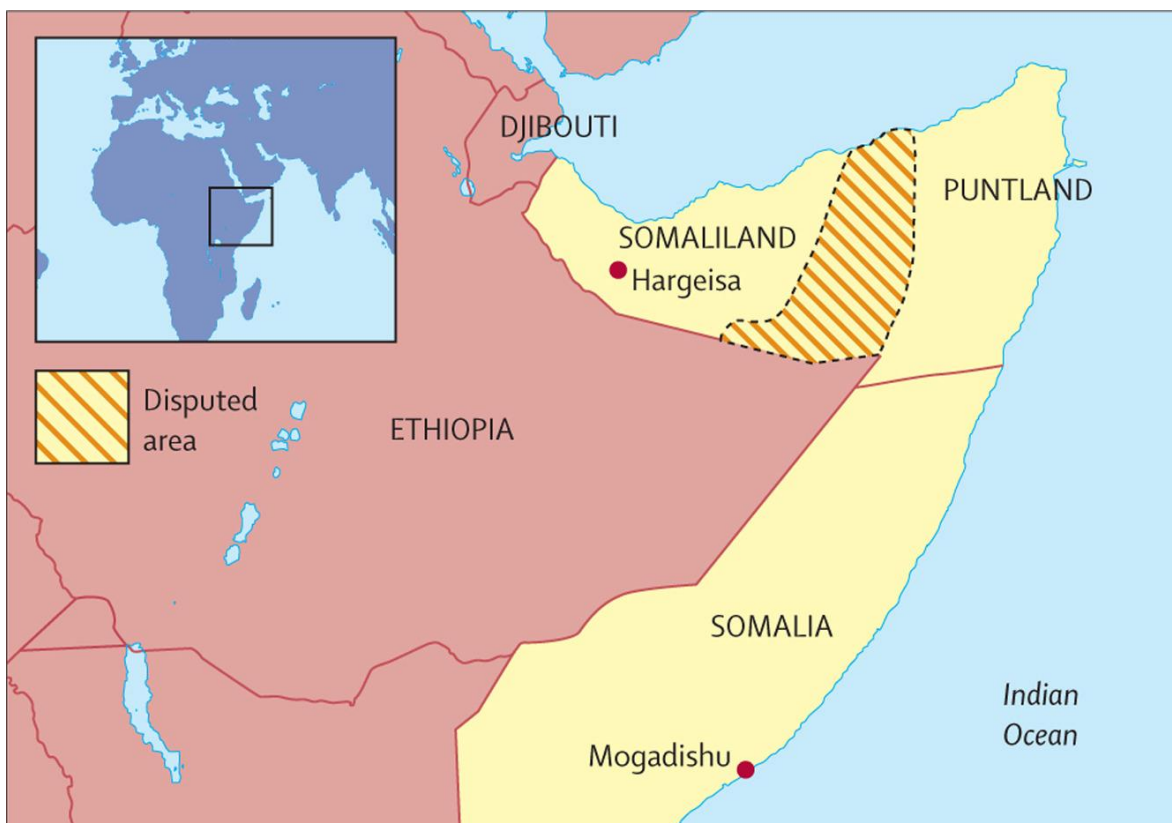 DJIBOUTI
PUNTLAND
SOMALILAND
Hargeisa
Disputed
area
ETHIOPIA
SOMALIA
Indian
Ocean
Mogadishu